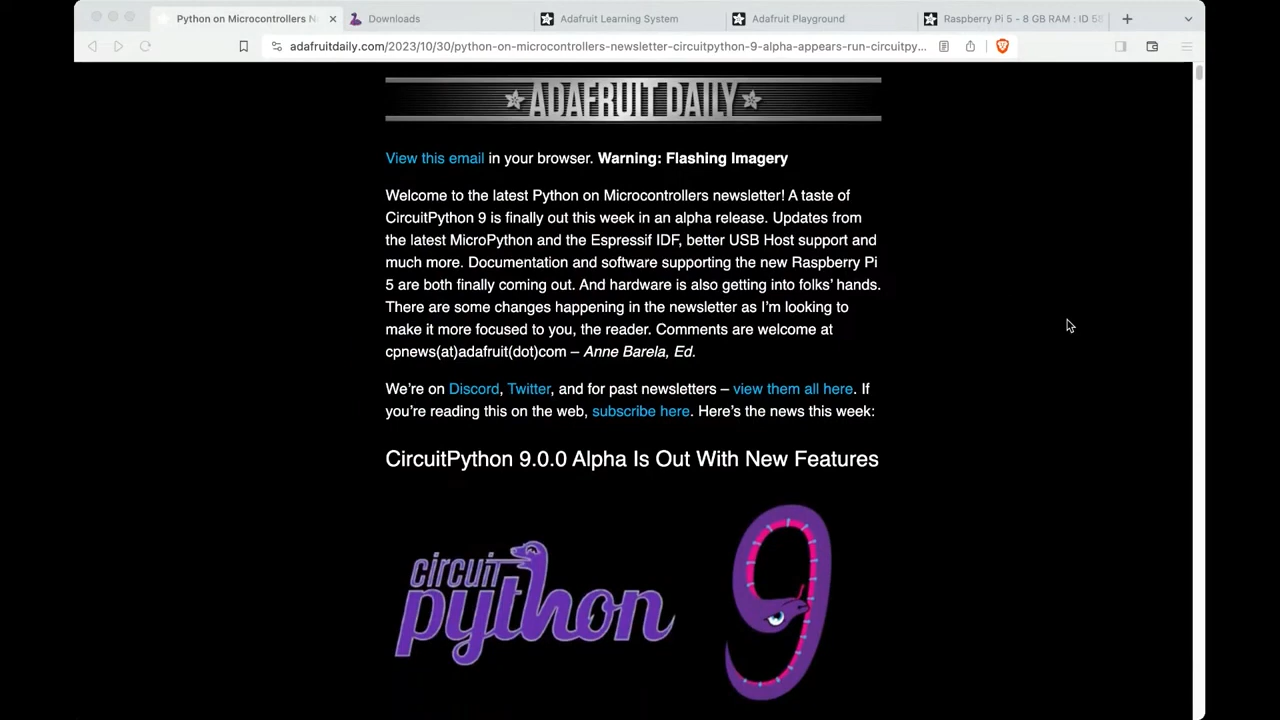 Python on Microcontrollers N
Downloads
Adafruit Learning System
Adafruit Playground
Raspberry Pi 5 - 8 GB RAM : ID 58
adafruitdaily.com/2023/10/30/python-on-microcontrollers-newsletter-circuitpython-9-alpha-appears-run-circuitpy...
ADAFRUIT DAILY
View this email in your browser. Warning: Flashing Imagery
Welcome to the latest Python on Microcontrollers newsletter! A taste of
CircuitPython 9 is finally out this week in an alpha release. Updates from
the latest MicroPython and the Espressif IDF, better USB Host support and
much more. Documentation and software supporting the new Raspberry Pi
5 are both finally coming out. And hardware is also getting into folks’ hands.
There are some changes happening in the newsletter as I’m looking to
make it more focused to you, the reader. Comments are welcome at
cpnews(at)adafruit(dot)com – Anne Barela, Ed.
We’re on Discord, Twitter, and for past newsletters – view them all here. If
you’re reading this on the web, subscribe here. Here’s the news this week:
CircuitPython 9.0.0 Alpha Is Out With New Features
circuit
python
9